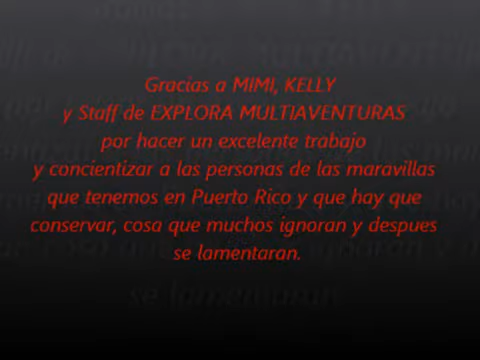 Gracias a MIMI, KELLY
y Staff de EXPLORA MULTIAVENTURAS
por hacer un excelente trabajo
y concientizar a las personas de las maravillas
que tenemos en Puerto Rico y que hay que
conservar, cosa que muchos ignoran y despues
se lamentaran.